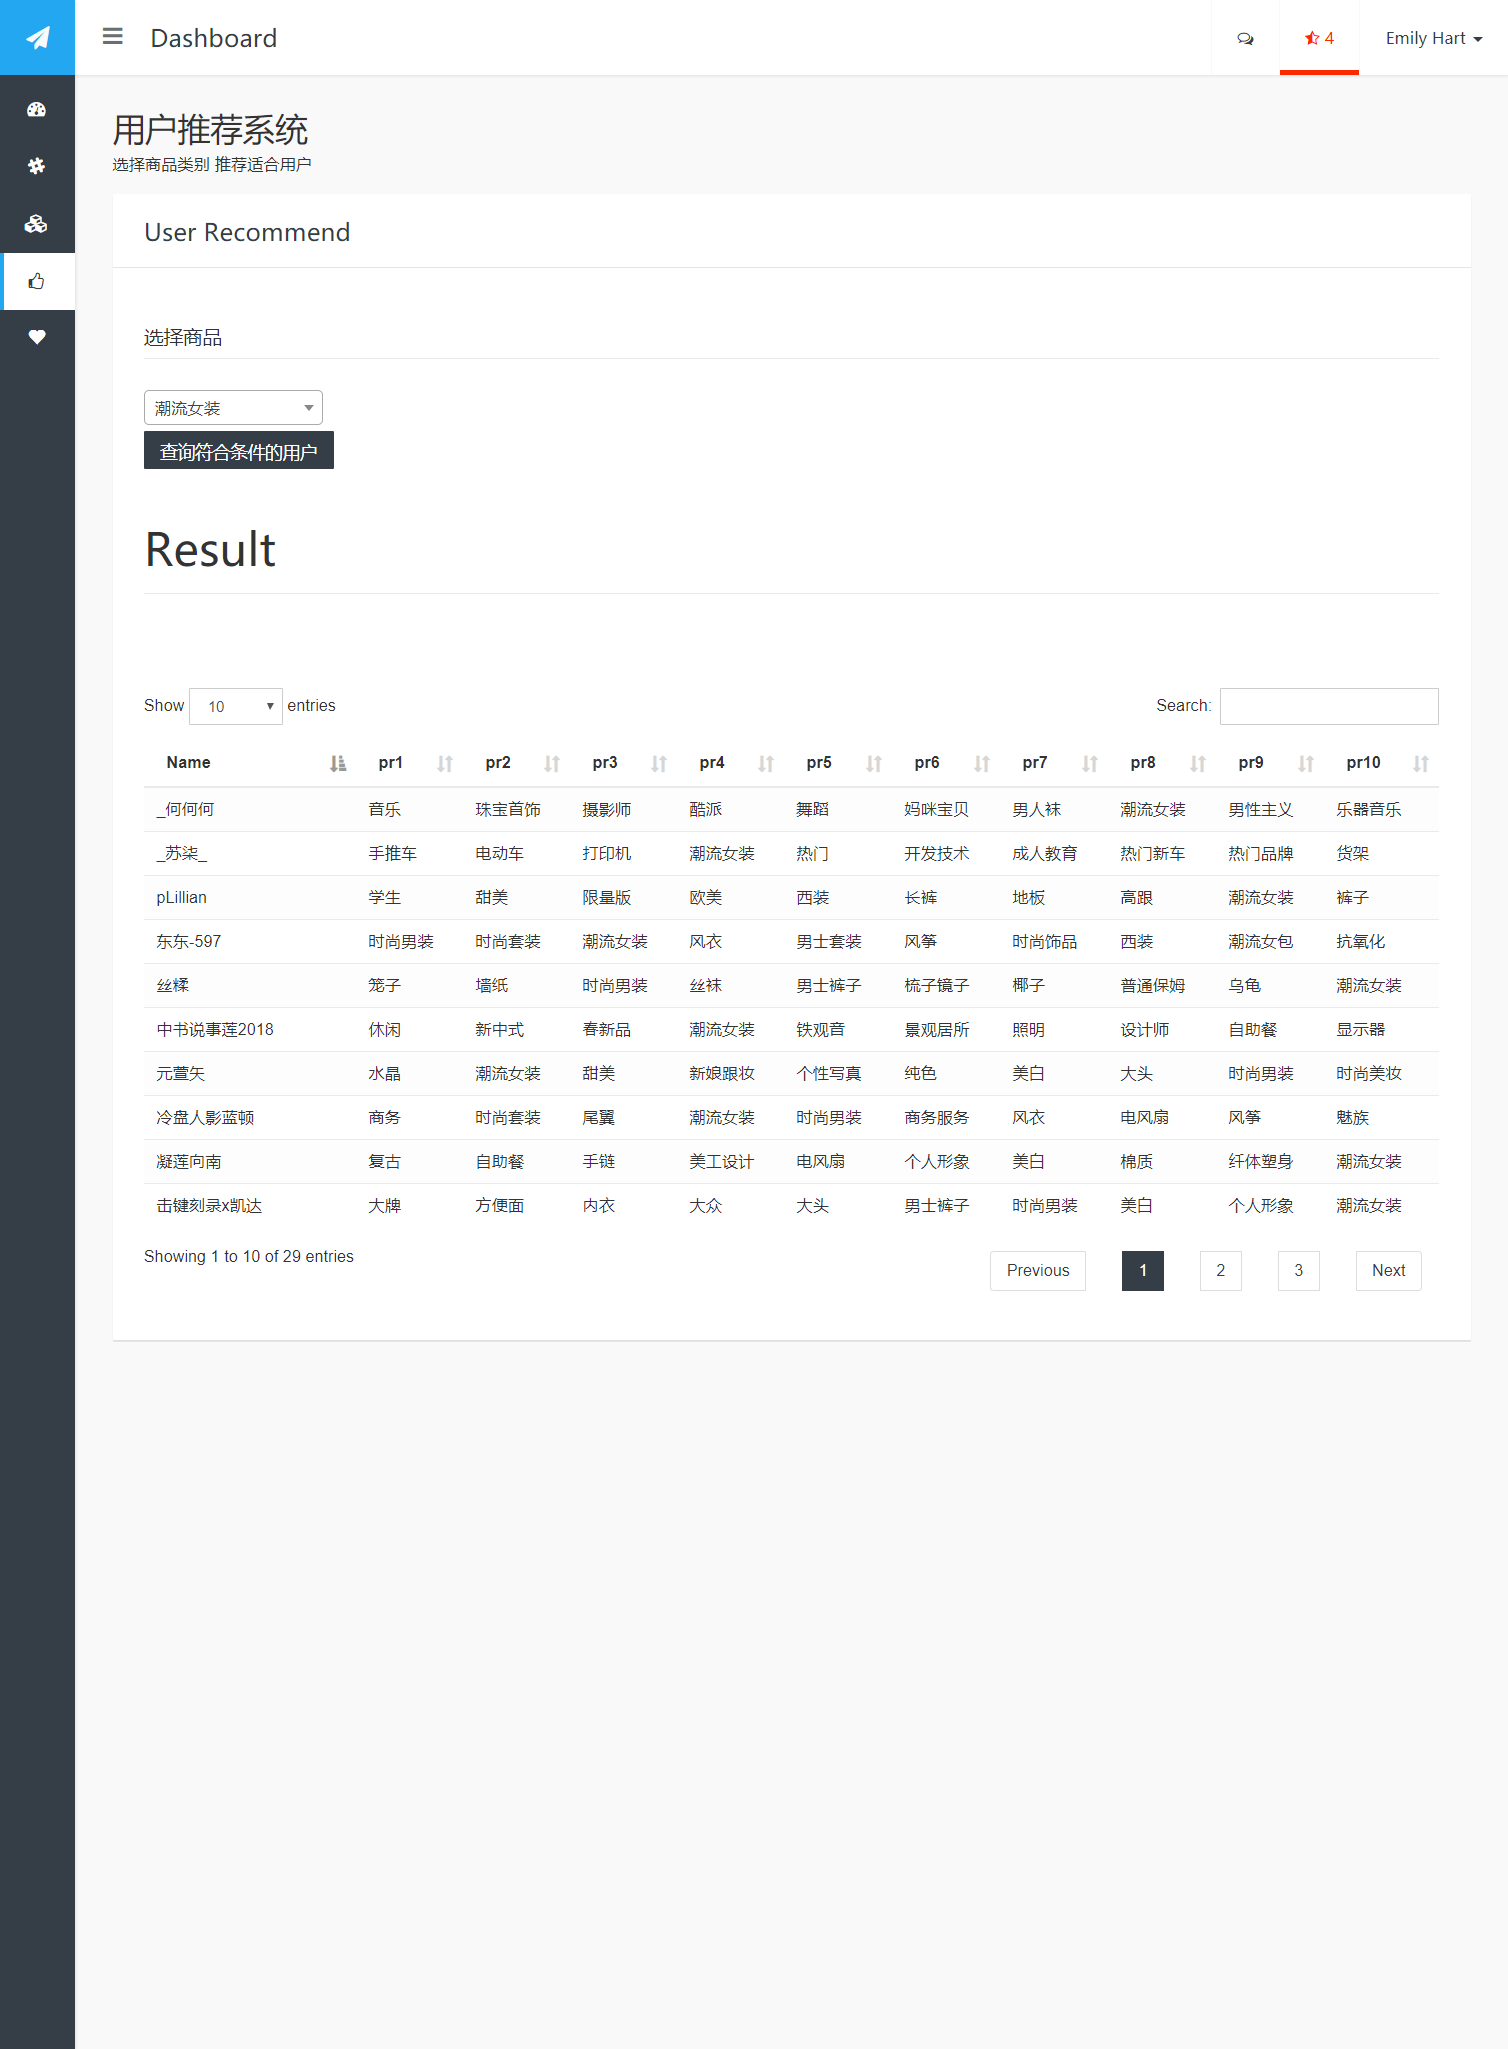 Dashboard
4
Emily Hart
用户推荐系统
选择商品类别 推荐适合用户
User Recommend
选择商品
潮流女装
查询符合条件的用户
Result
Show 10 entries
Search:
Name pr1 pr2 pr3 pr4 pr5 pr6 pr7 pr8 pr9 pr10
_何何何 音乐 珠宝首饰 摄影师 酷派 舞蹈 妈咪宝贝 男人袜 潮流女装 男性主义 乐器音乐
_苏柒_ 手推车 电动车 打印机 潮流女装 热门 开发技术 成人教育 热门新车 热门品牌 货架
pLillian 学生 甜美 限量版 欧美 西装 长裤 地板 高跟 潮流女装 裤子
东东-597 时尚男装 时尚套装 潮流女装 风衣 男士套装 风筝 时尚饰品 西装 潮流女包 抗氧化
丝糅 笼子 墙纸 时尚男装 丝袜 男士裤子 梳子镜子 椰子 普通保姆 乌龟 潮流女装
中书说事莲2018 休闲 新中式 春新品 潮流女装 铁观音 景观居所 照明 设计师 自助餐 显示器
元萱矢 水晶 潮流女装 甜美 新娘跟妆 个性写真 纯色 美白 大头 时尚男装 时尚美妆
冷盘人影蓝顿 商务 时尚套装 尾翼 潮流女装 时尚男装 商务服务 风衣 电风扇 风筝 魅族
凝莲向南 复古 自助餐 手链 美工设计 电风扇 个人形象 美白 棉质 纤体塑身 潮流女装
击键刻录x凯达 大牌 方便面 内衣 大众 大头 男士裤子 时尚男装 美白 个人形象 潮流女装
Showing 1 to 10 of 29 entries
Previous 1 2 3 Next